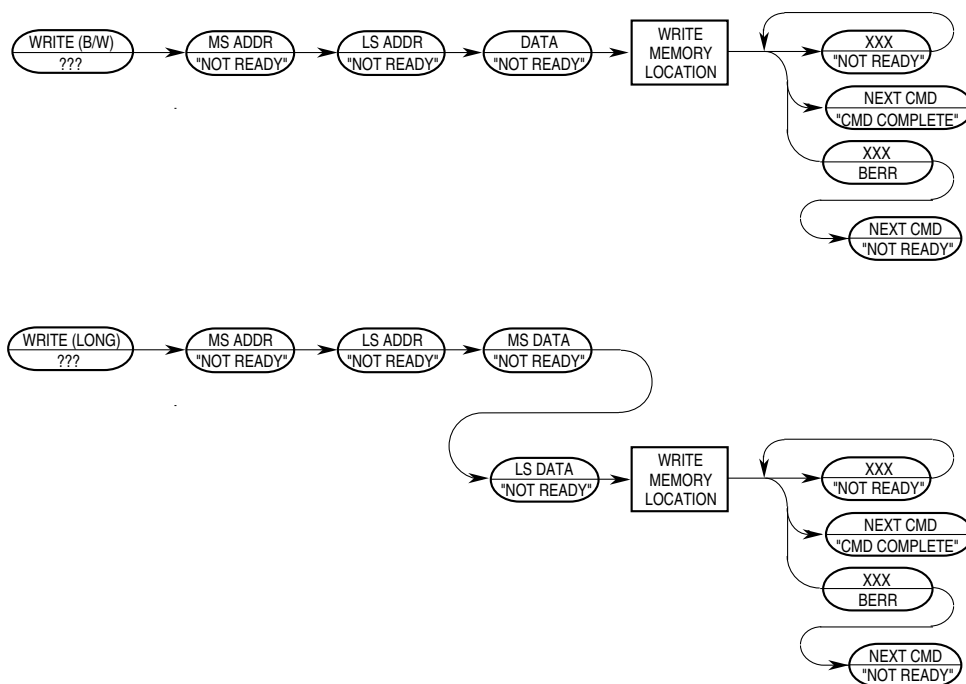 WRITE (B/W)
???
MS ADDR
"NOT READY"
LS ADDR
"NOT READY"
DATA
"NOT READY"
WRITE
MEMORY
LOCATION
XXX
"NOT READY"
NEXT CMD
"CMD COMPLETE"
XXX
BERR
NEXT CMD
"NOT READY"
WRITE (LONG)
???
MS ADDR
"NOT READY"
LS ADDR
"NOT READY"
MS DATA
"NOT READY"
LS DATA
"NOT READY"
WRITE
MEMORY
LOCATION
XXX
"NOT READY"
NEXT CMD
"CMD COMPLETE"
XXX
BERR
NEXT CMD
"NOT READY"